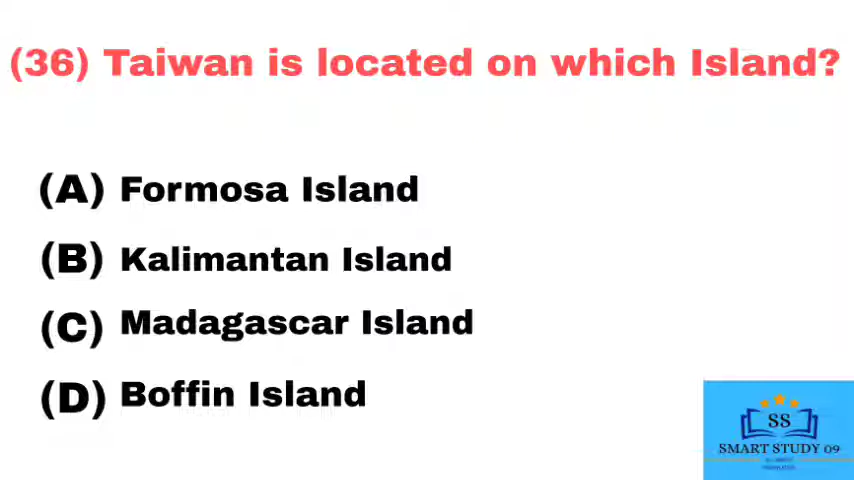 (36) Taiwan is located on which Island?
(A) Formosa Island
(B) Kalimantan Island
(C) Madagascar Island
(D) Boffin Island
SS
SMART STUDY 09